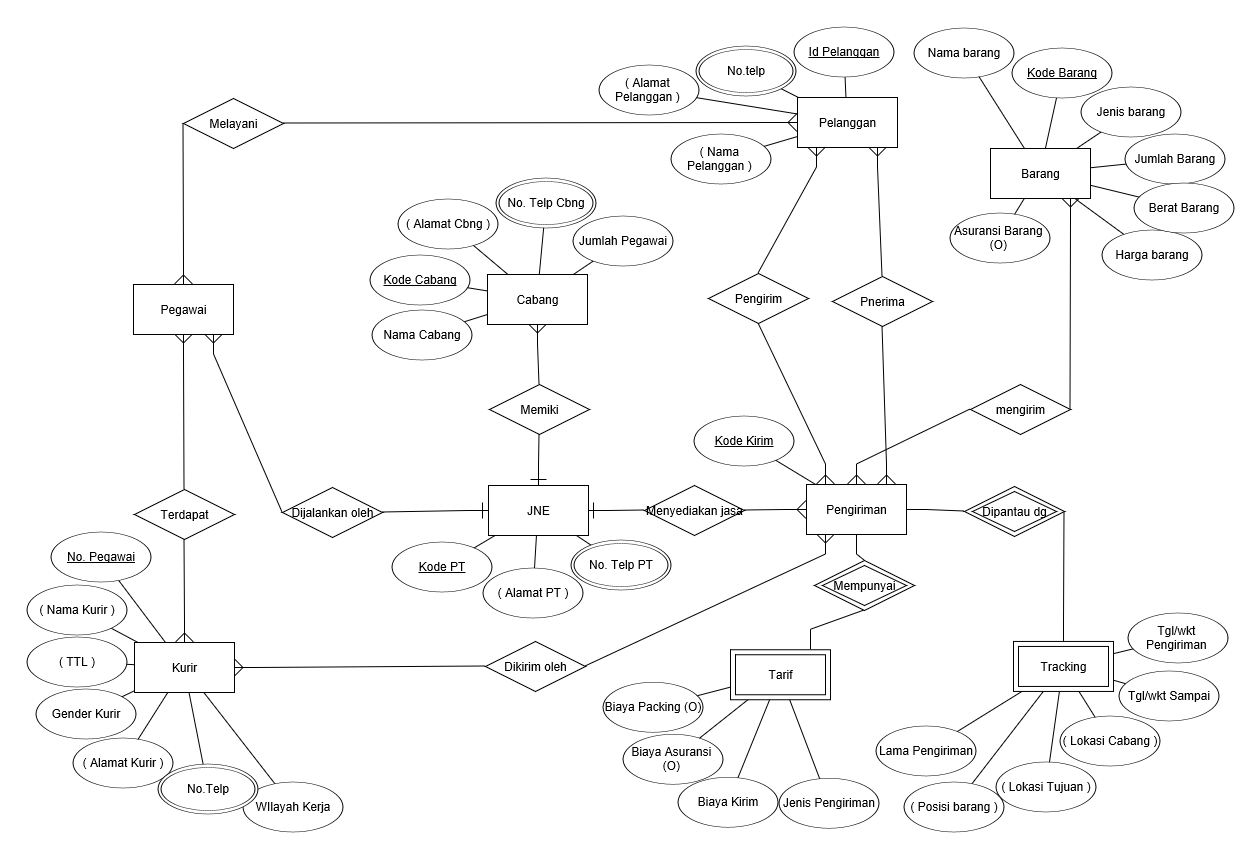 Id Pelanggan
Nama barang
No.telp
Kode Barang
( Alamat
Pelanggan )
Jenis barang
Melayani
Pelanggan
( Nama
Pelanggan )
Jumlah Barang
Barang
No. Telp Cbng
Berat Barang
( Alamat Cbng )
Asuransi Barang
(O)
Jumlah Pegawai
Harga barang
Kode Cabang
Cabang
Pengirim
Pnerima
Pegawai
Nama Cabang
Memiki
mengirim
Kode Kirim
Terdapat
Dijalankan oleh
JNE
Menyediakan jasa
Pengiriman
Dipantau dg
No. Pegawai
Kode PT
No. Telp PT
( Alamat PT )
Mempunyai
( Nama Kurir )
Tgl/wkt
Pengiriman
( TTL )
Kurir
Dikirim oleh
Tarif
Tracking
Tgl/wkt Sampai
Gender Kurir
Biaya Packing (O)
( Lokasi Cabang )
Biaya Asuransi
(O)
Lama Pengiriman
( Alamat Kurir )
No.Telp
( Lokasi Tujuan )
WIlayah Kerja
Biaya Kirim
Jenis Pengiriman
( Posisi barang )